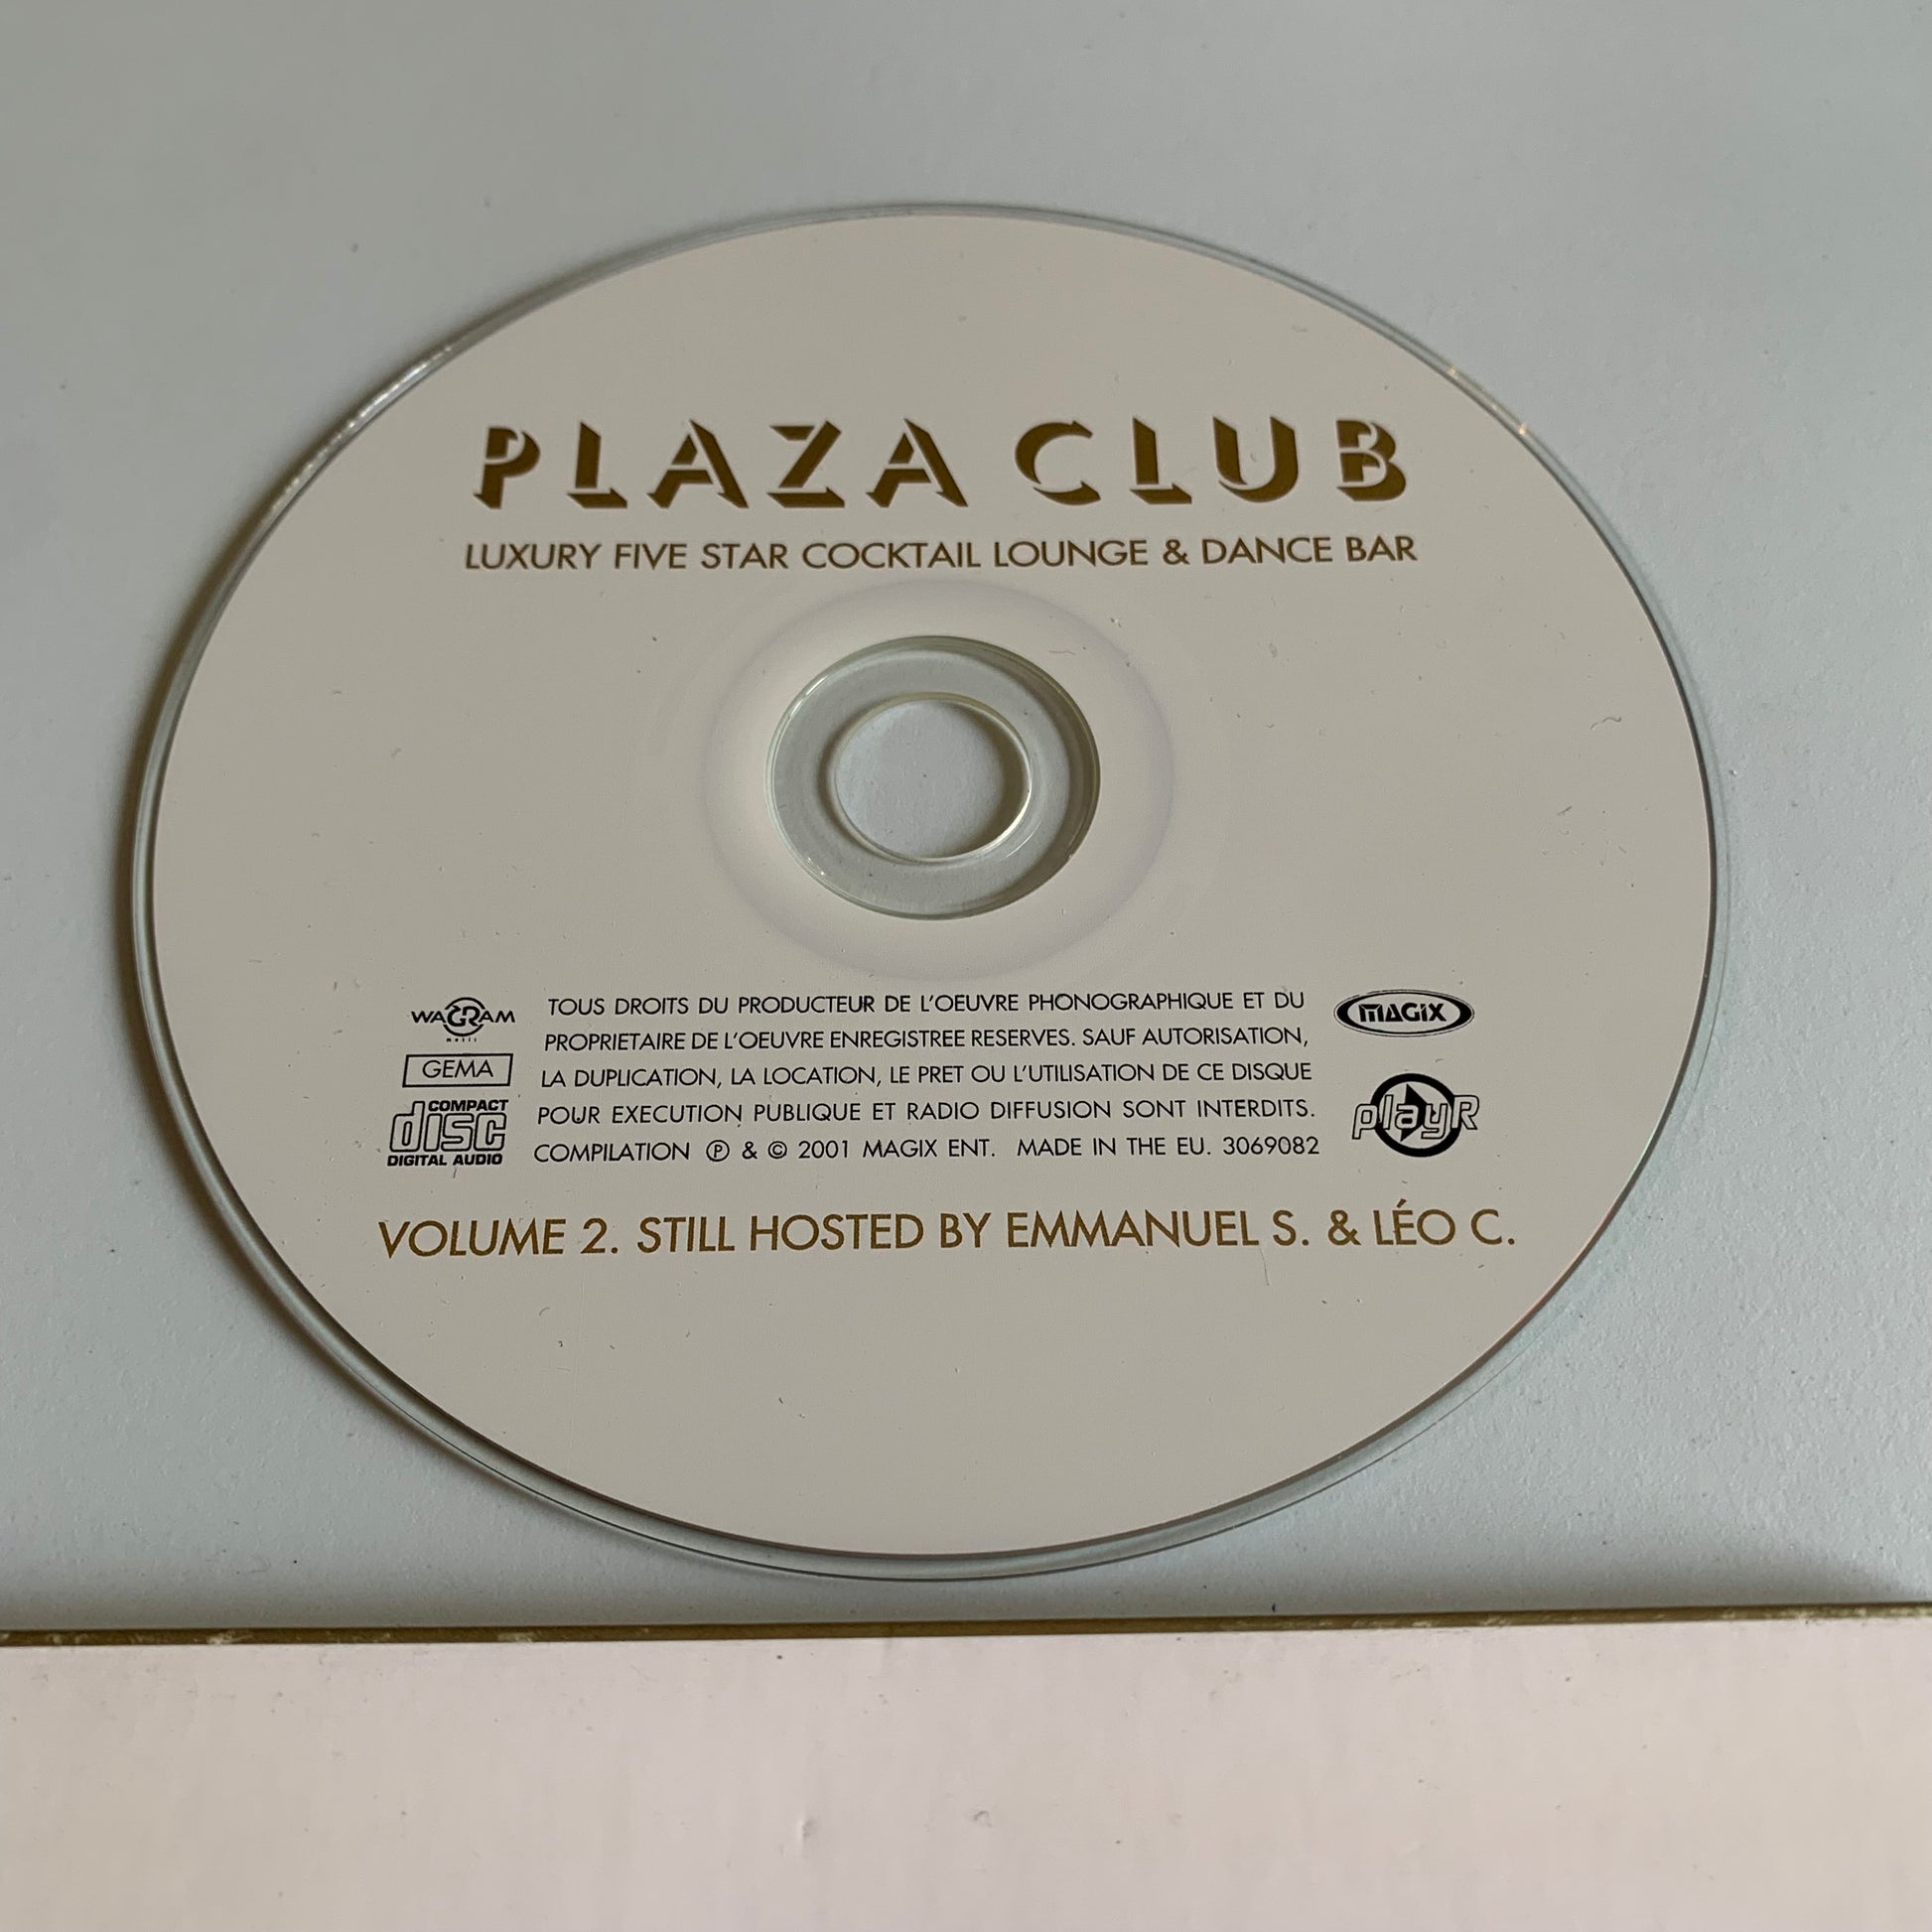 PLAZA CLUB
LUXURY FIVE STAR COCKTAIL LOUNGE & DANCE BAR
WAGRAM
music
GEMA
COMPACT
disc
DIGITAL AUDIO
TOUS DROITS DU PRODUCTEUR DE L'OEUVRE PHONOGRAPHIQUE ET DU
PROPRIETAIRE DE L'OEUVRE ENREGISTREE RESERVES. SAUF AUTORISATION,
LA DUPLICATION, LA LOCATION, LE PRET OU L'UTILISATION DE CE DISQUE
POUR EXECUTION PUBLIQUE ET RADIO DIFFUSION SONT INTERDITS.
COMPILATION ℗ & © 2001 MAGIX ENT. MADE IN THE EU. 3069082
MAGIX
playR
VOLUME 2. STILL HOSTED BY EMMANUEL S. & LÉO C.